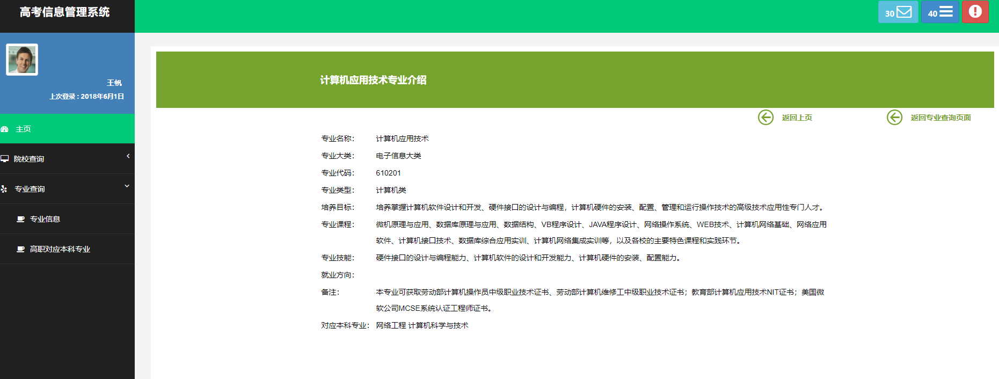 高考信息管理系统
30
40
王帆
上次登录 : 2018年6月1日
主页
院校查询
专业查询
专业信息
高职对应本科专业
计算机应用技术专业介绍
返回上页
返回专业查询页面
专业名称： 计算机应用技术
专业大类： 电子信息大类
专业代码： 610201
专业类型： 计算机类
培养目标： 培养掌握计算机软件设计和开发、硬件接口的设计与编程，计算机硬件的安装、配置、管理和运行操作技术的高级技术应用性专门人才。
专业课程： 微机原理与应用、数据库原理与应用、数据结构、VB程序设计、JAVA程序设计、网络操作系统、WEB技术、计算机网络基础、网络应用
软件、计算机接口技术、数据库综合应用实训、计算机网络集成实训等，以及各校的主要特色课程和实践环节。
专业技能： 硬件接口的设计与编程能力、计算机软件的设计和开发能力、计算机硬件的安装、配置能力。
就业方向：
备注： 本专业可获取劳动部计算机操作员中级职业技术证书、劳动部计算机维修工中级职业技术证书；教育部计算机应用技术NIT证书；美国微
软公司MCSE系统认证工程师证书。
对应本科专业： 网络工程 计算机科学与技术